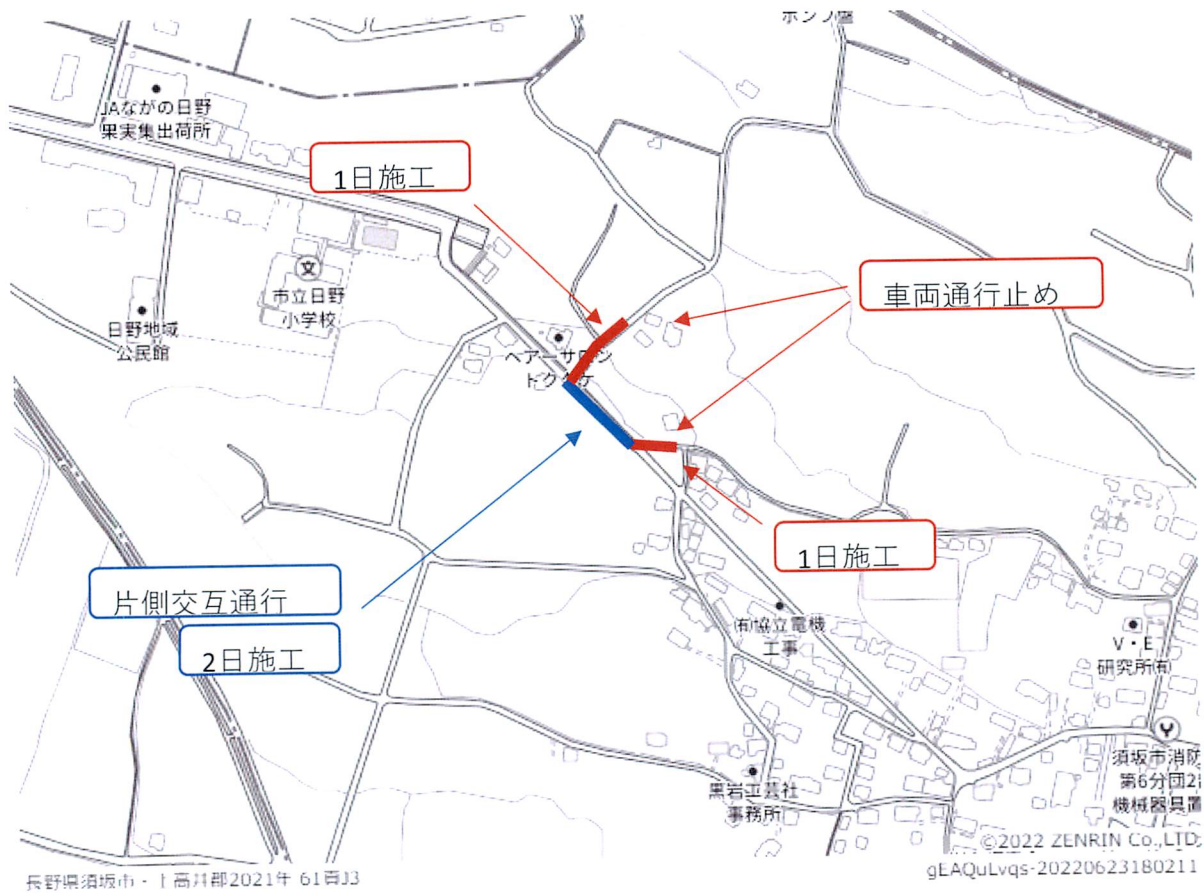 ポンプ場
JAながの日野
果実集出荷所
1日施工
車両通行止め
文
市立日野
小学校
日野地域
公民館
ヘアーサロン
トクタケ
1日施工
片側交互通行
2日施工
(有)協立電機
工事
V・E
研究所(有)
須坂市消防
第6分団2
機械器具置
黒岩工芸社
事務所
©2022 ZENRIN Co.,LTD
gEAQuLvqs-20220623180211
長野県須坂市・上高井郡2021年 61頁J3